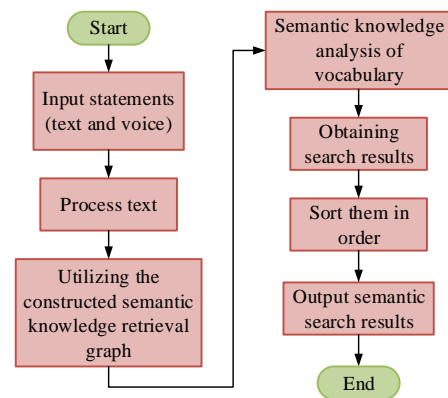 Start
Input statements
(text and voice)
Process text
Utilizing the
constructed semantic
knowledge retrieval
graph
Semantic knowledge
analysis of
vocabulary
Obtaining
search results
Sort them in
order
Output semantic
search results
End